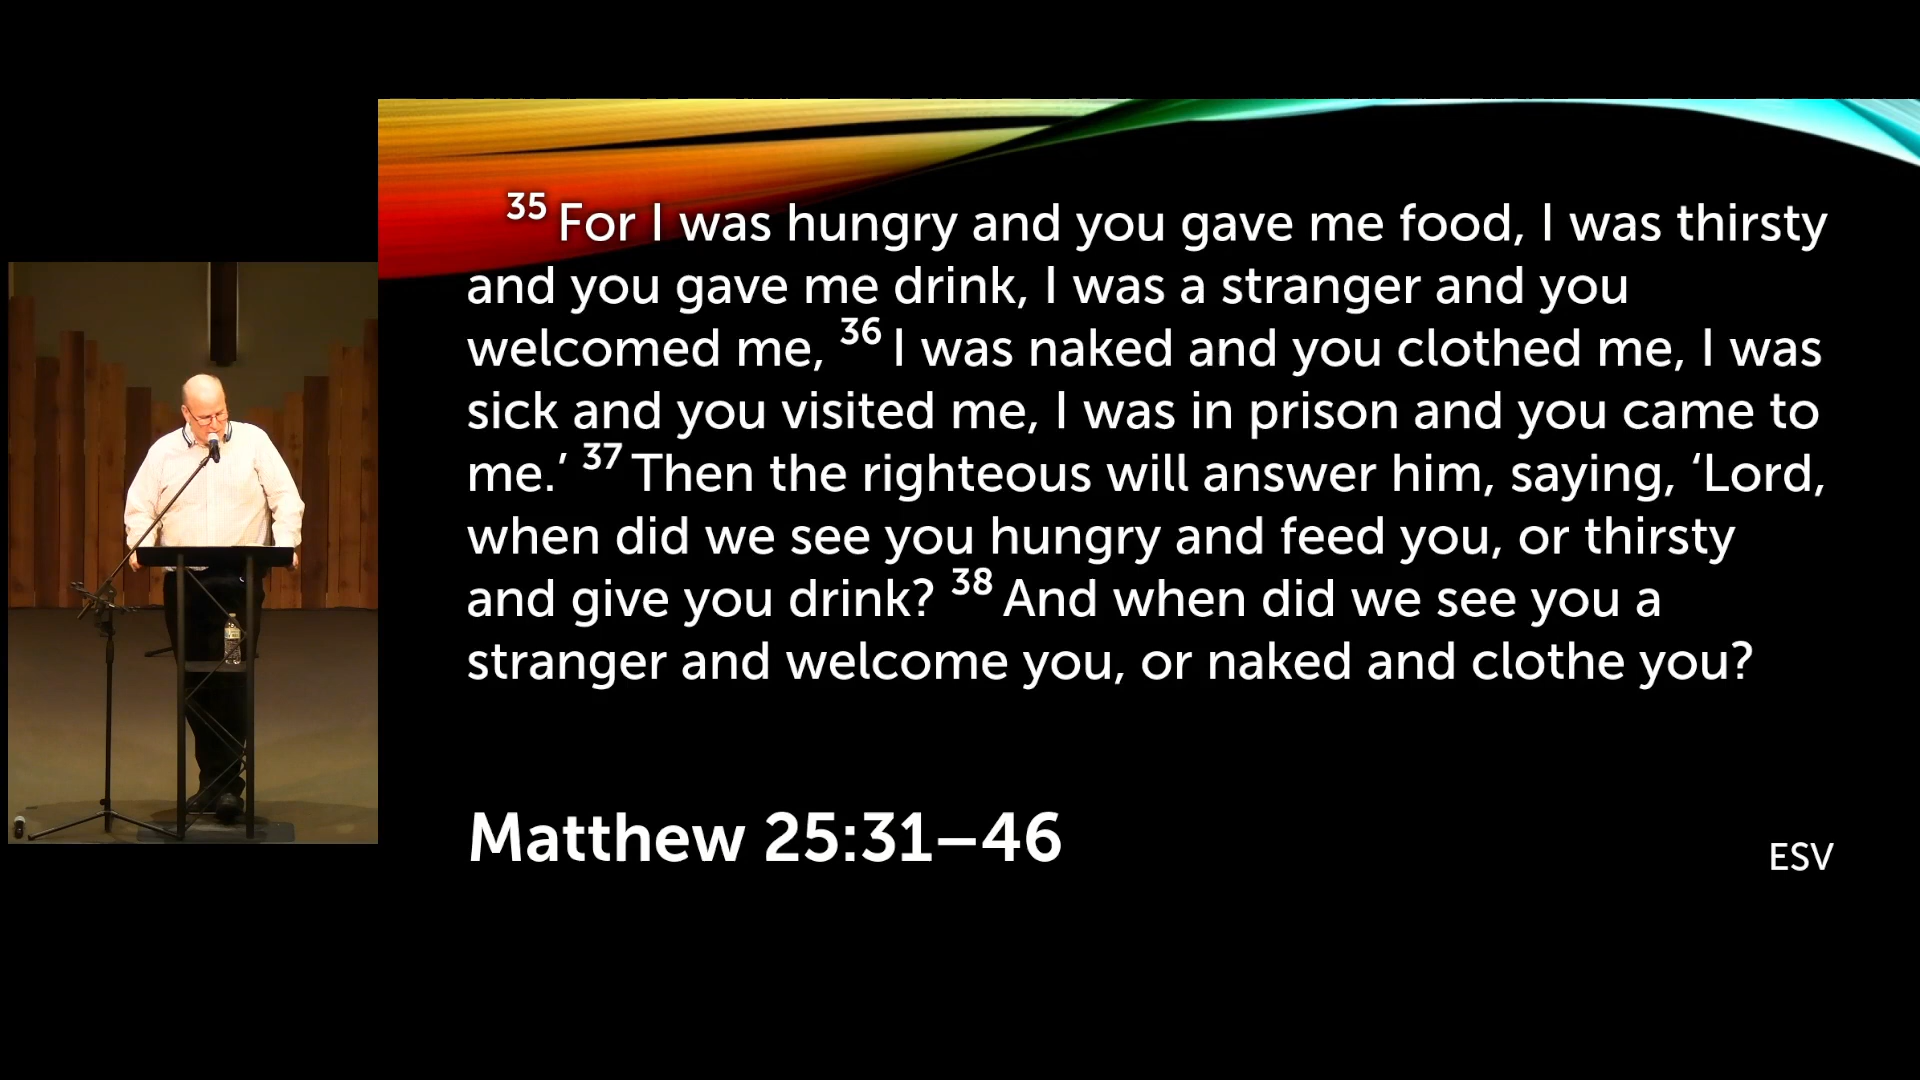 35 For I was hungry and you gave me food, I was thirsty
and you gave me drink, I was a stranger and you
welcomed me, 36 I was naked and you clothed me, I was
sick and you visited me, I was in prison and you came to
me.’ 37 Then the righteous will answer him, saying, ‘Lord,
when did we see you hungry and feed you, or thirsty
and give you drink? 38 And when did we see you a
stranger and welcome you, or naked and clothe you?
Matthew 25:31–46
ESV